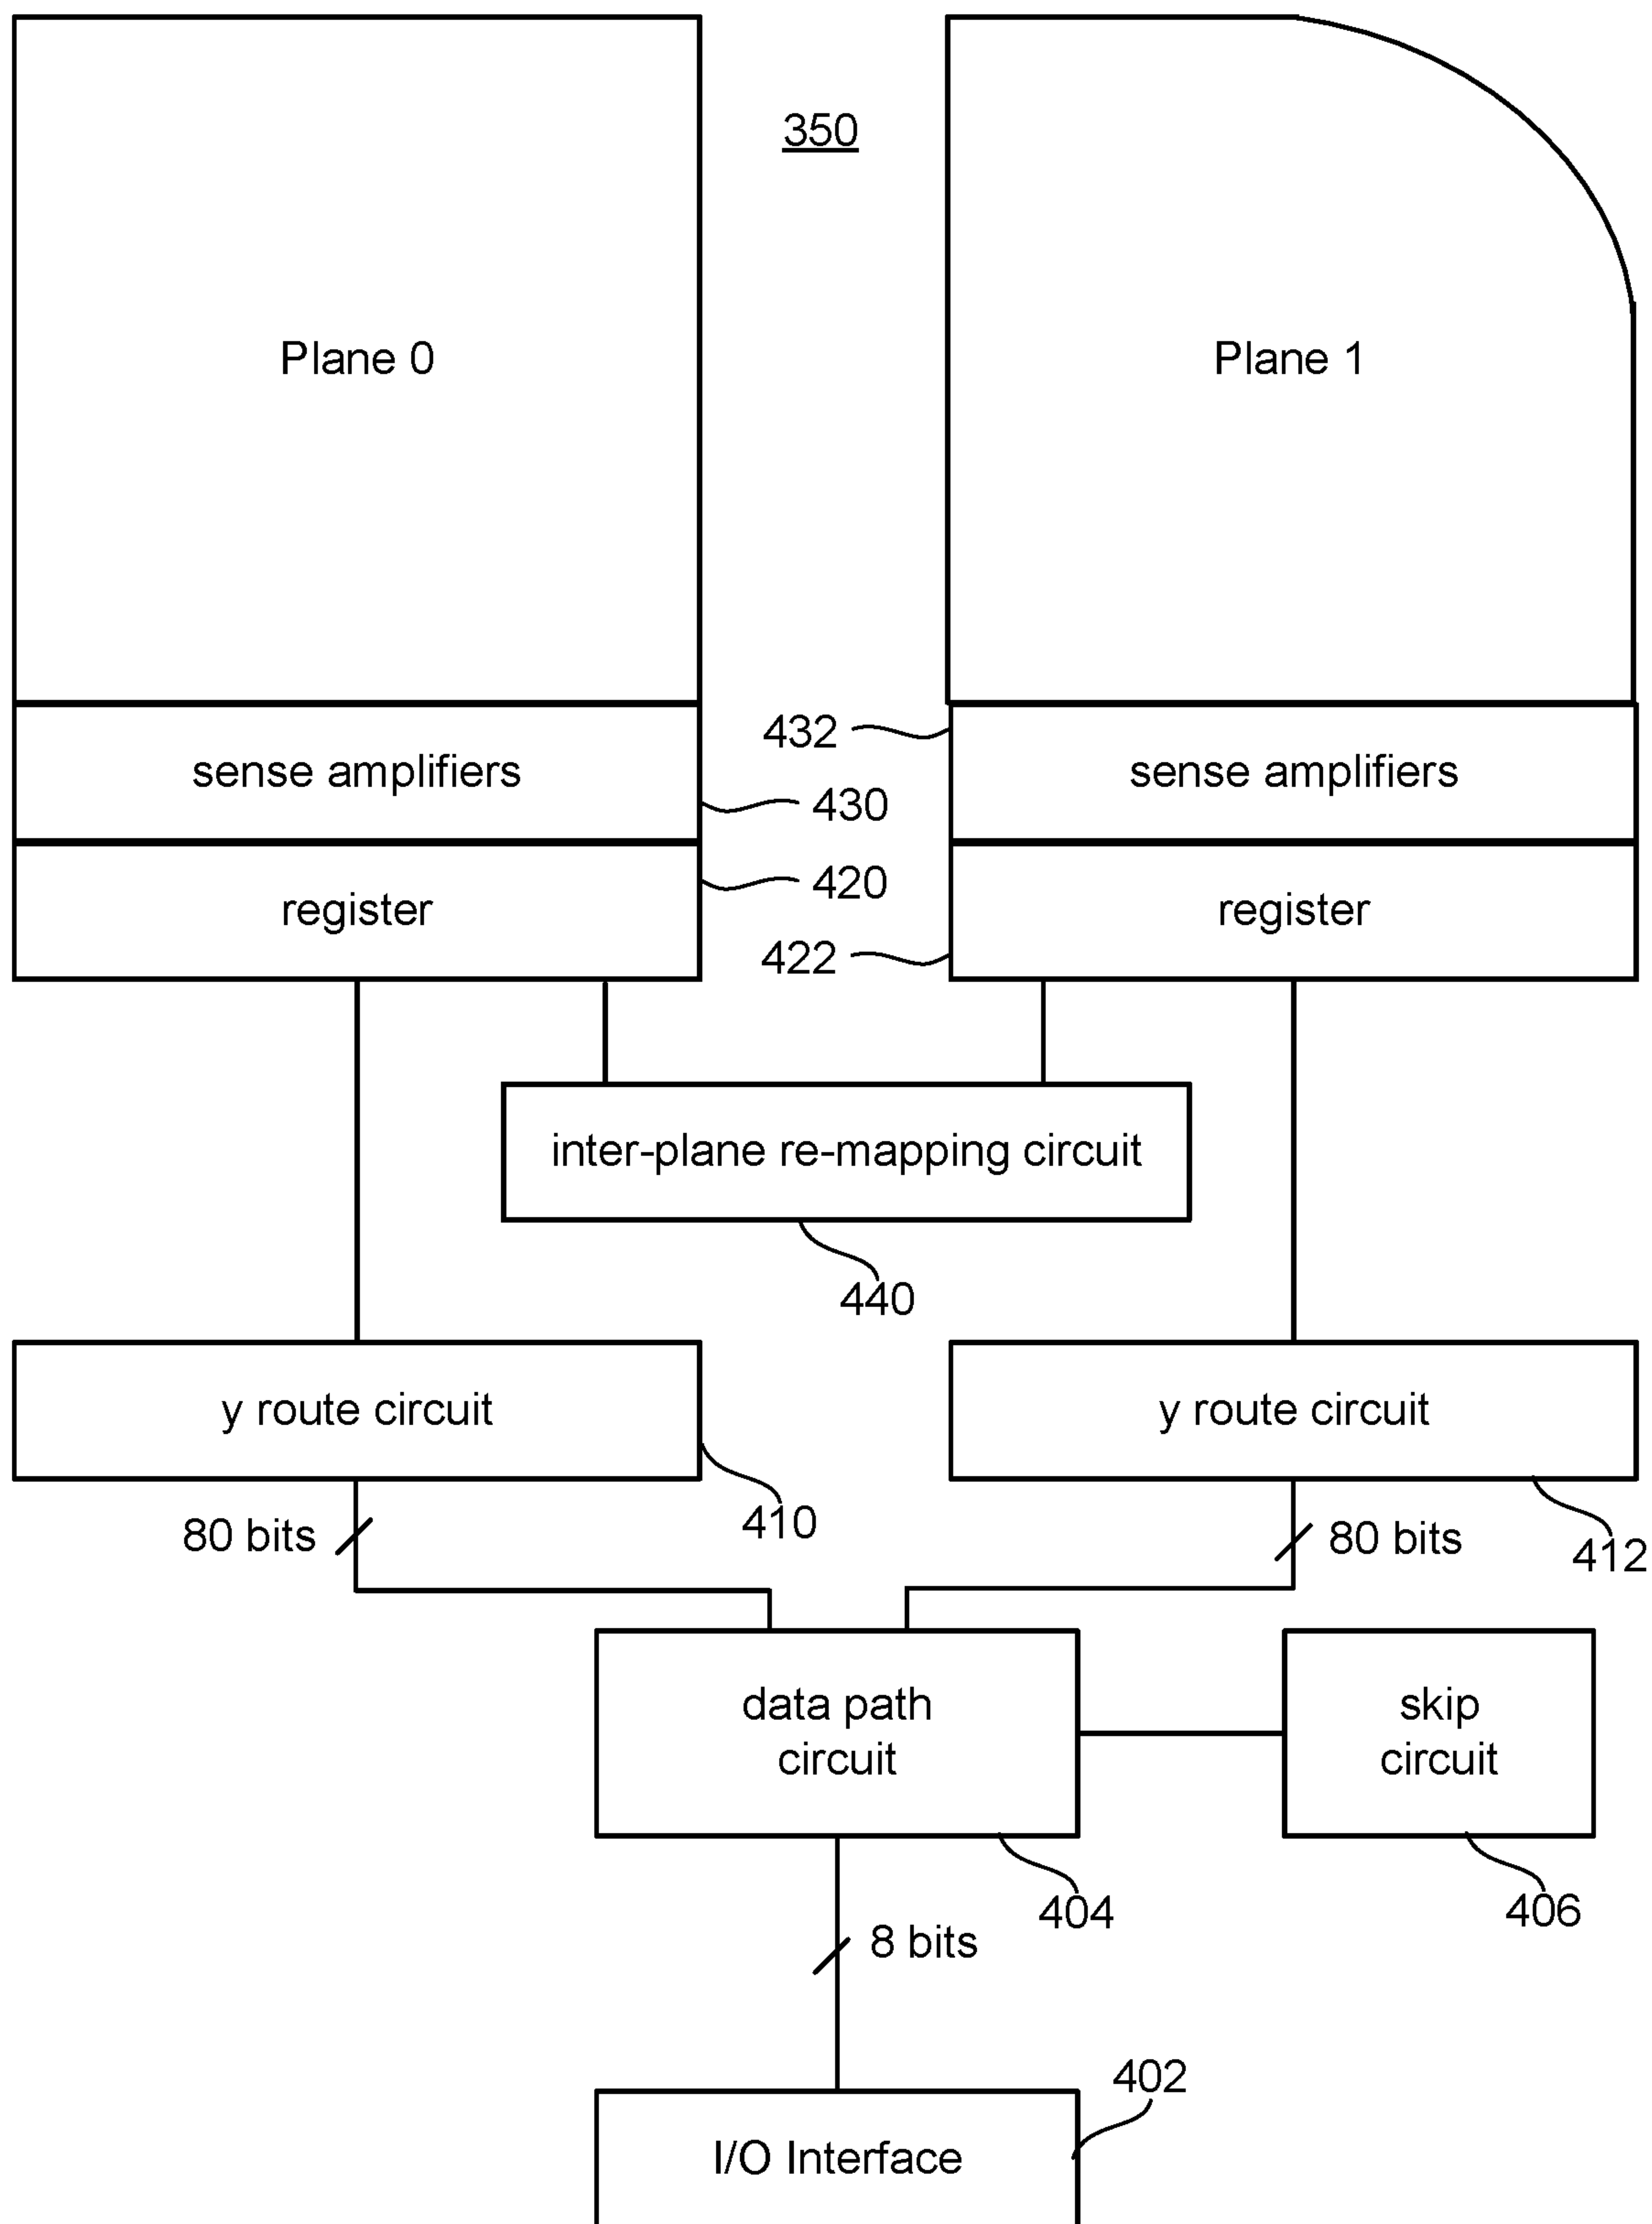 350
Plane 0
Plane 1
432
sense amplifiers
sense amplifiers
430
420
register
register
422
inter-plane re-mapping circuit
440
y route circuit
y route circuit
410
80 bits
80 bits
412
data path
circuit
skip
circuit
404
406
8 bits
402
I/O Interface